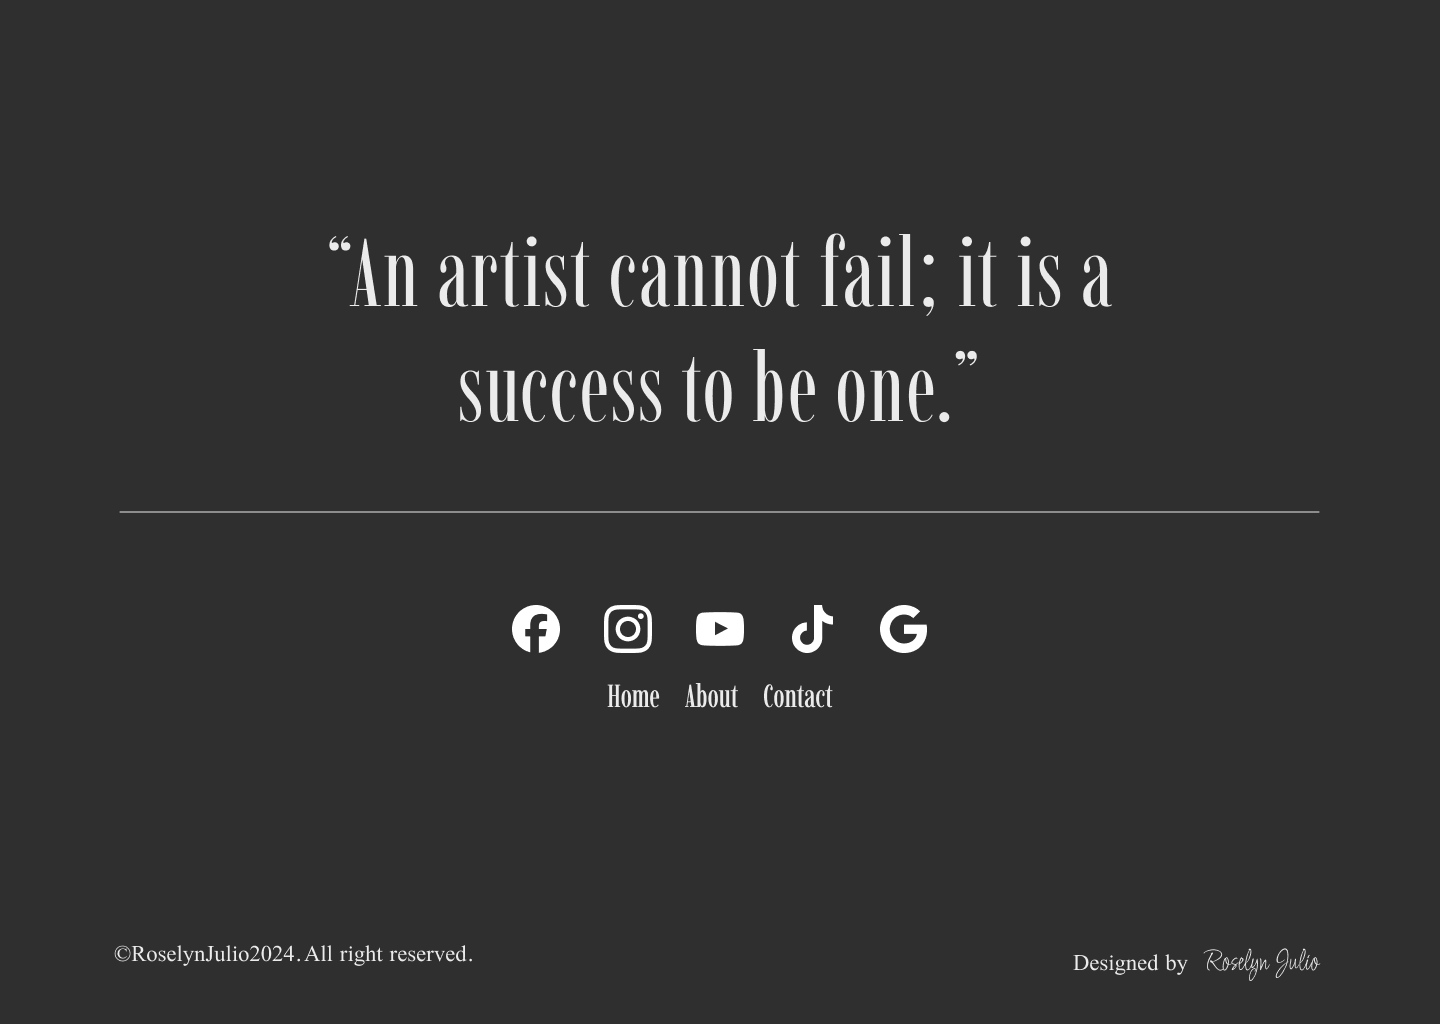 “An artist cannot fail; it is a
success to be one.”
Home About Contact
©RoselynJulio2024. All right reserved.
Designed by Roselyn Julio